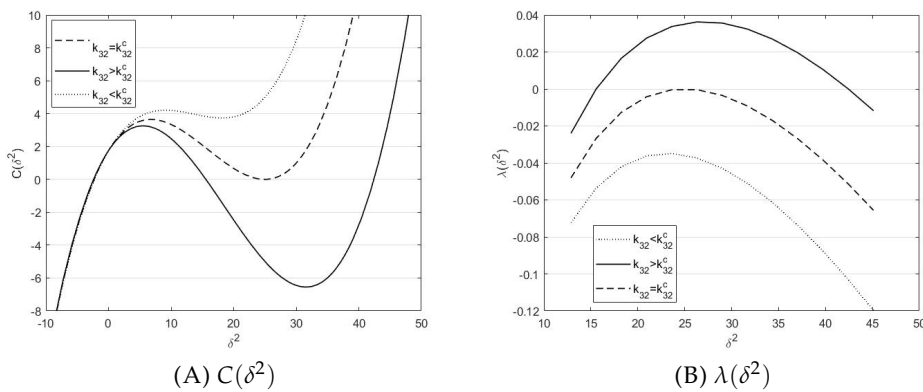 10
8
6
4
2
0
-2
-4
-6
-8
C(δ²)
k₃₂=k₃₂ᶜ
k₃₂>k₃₂ᶜ
k₃₂<k₃₂ᶜ
-10 0 10 20 30 40 50
δ²
(A) C(δ²)
0.04
0.02
0
-0.02
-0.04
-0.06
-0.08
-0.1
-0.12
λ(δ²)
k₃₂<k₃₂ᶜ
k₃₂>k₃₂ᶜ
k₃₂=k₃₂ᶜ
10 15 20 25 30 35 40 45 50
δ²
(B) λ(δ²)